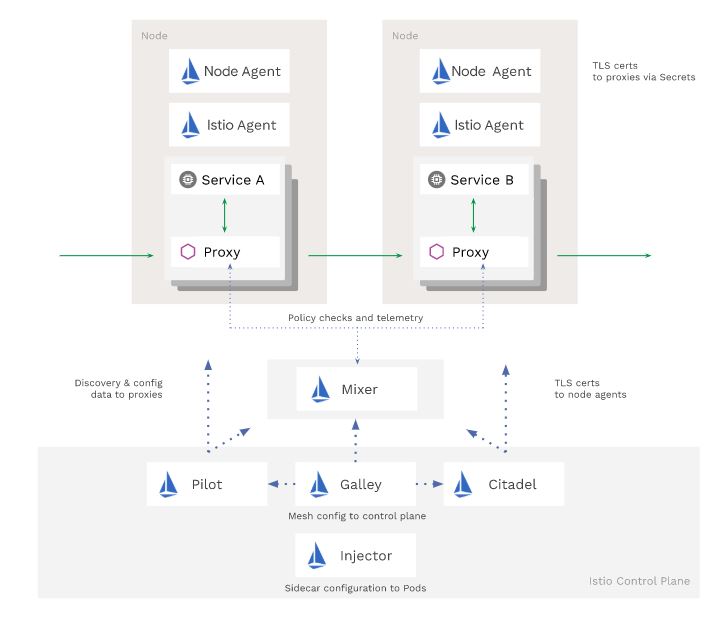 Node
Node Agent
Istio Agent
Service A
Proxy
Node
Node Agent
Istio Agent
Service B
Proxy
TLS certs
to proxies via Secrets
Policy checks and telemetry
Discovery & config
data to proxies
Mixer
TLS certs
to node agents
Pilot
Galley
Citadel
Mesh config to control plane
Injector
Sidecar configuration to Pods
Istio Control Plane